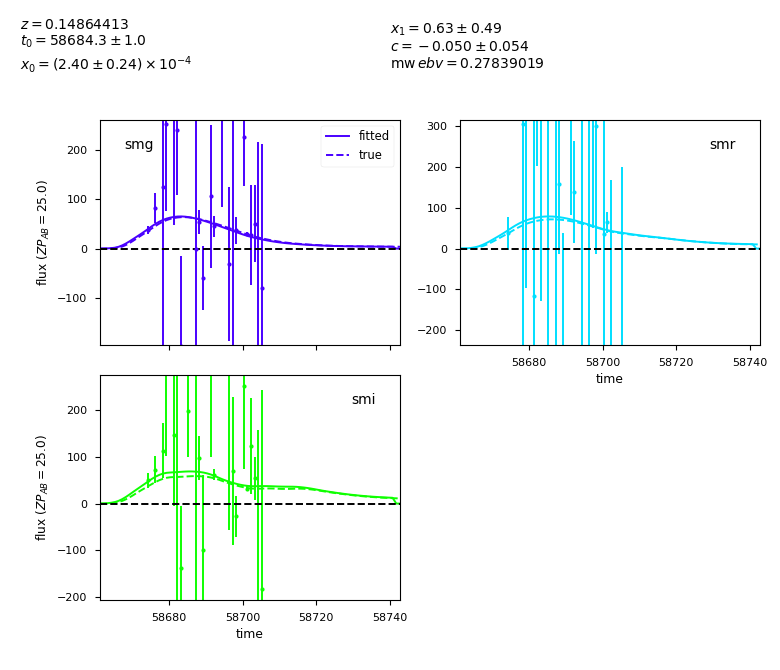 z = 0.14864413
t₀ = 58684.3 ± 1.0
x₀ = (2.40 ± 0.24) × 10⁻⁴
x₁ = 0.63 ± 0.49
c = −0.050 ± 0.054
mw ebv = 0.27839019
smg
fitted
true
200
100
0
−100
flux (ZP_AB = 25.0)
smr
300
200
100
0
−100
−200
58680
58700
58720
58740
time
smi
200
100
0
−100
−200
flux (ZP_AB = 25.0)
58680
58700
58720
58740
time